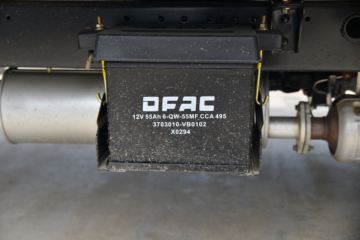 DFAC
12V 55Ah 6-QW-55MF CCA 495
3703010-VB0102
X0294